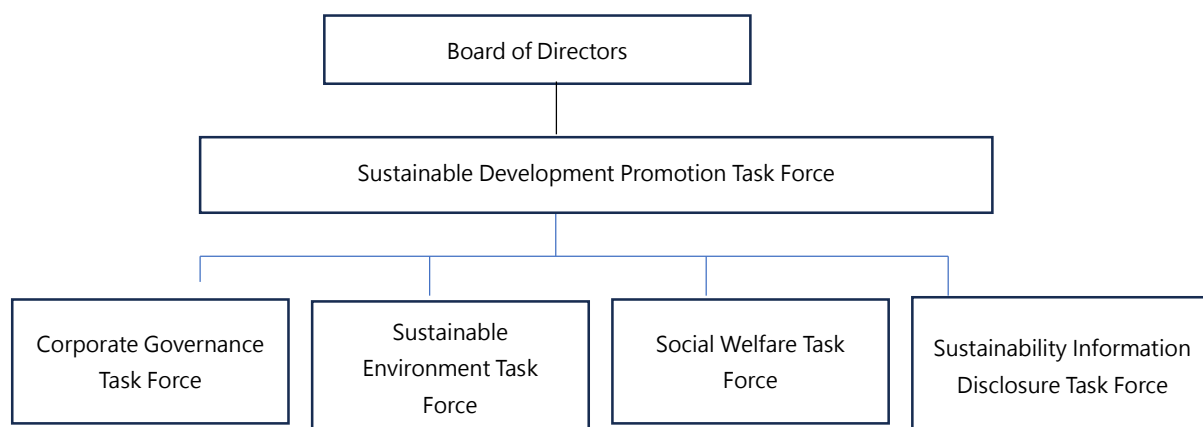 Board of Directors
Sustainable Development Promotion Task Force
Corporate Governance
Task Force
Sustainable
Environment Task
Force
Social Welfare Task
Force
Sustainability Information
Disclosure Task Force